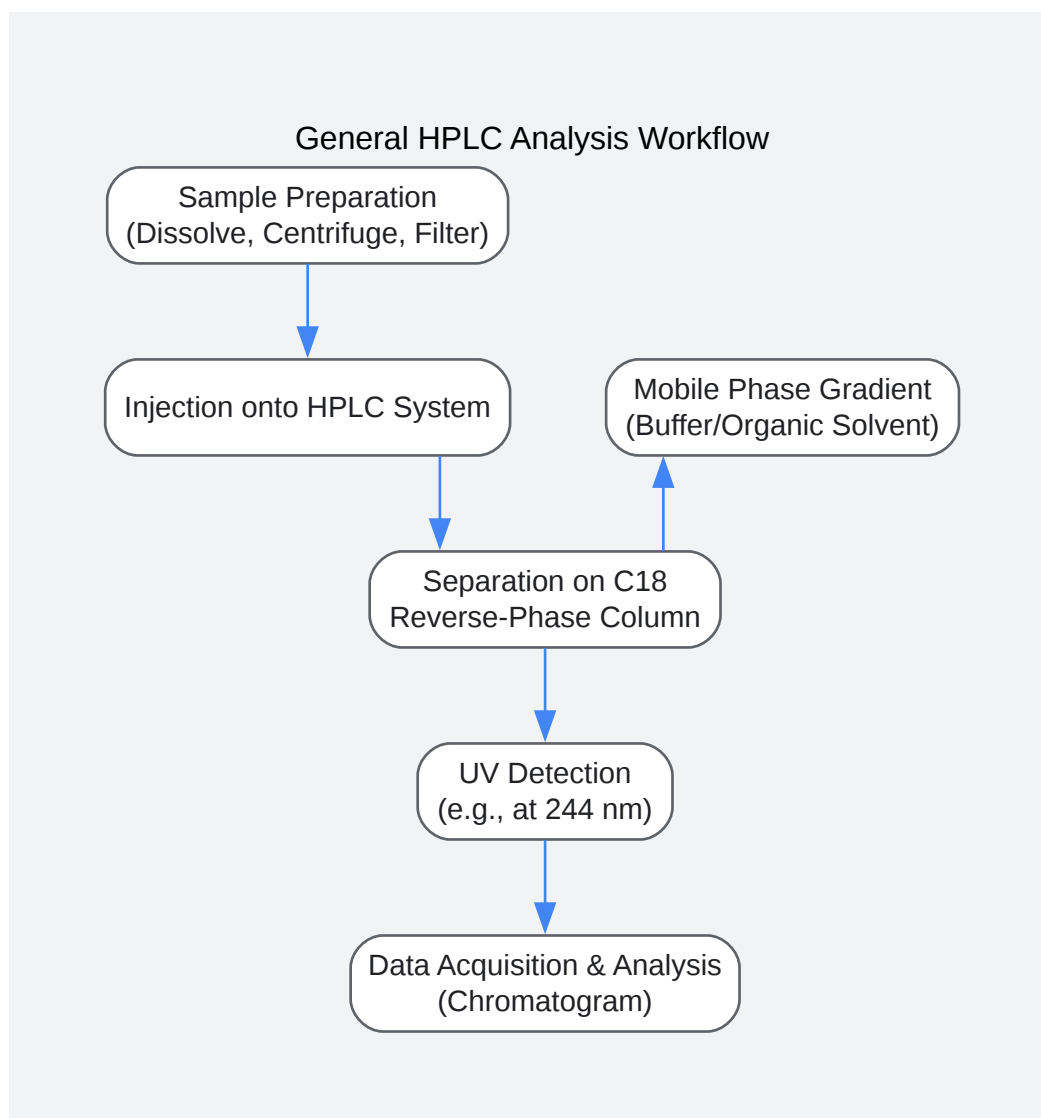 General HPLC Analysis Workflow
Sample Preparation
(Dissolve, Centrifuge, Filter)
Injection onto HPLC System
Mobile Phase Gradient
(Buffer/Organic Solvent)
Separation on C18
Reverse-Phase Column
UV Detection
(e.g., at 244 nm)
Data Acquisition & Analysis
(Chromatogram)